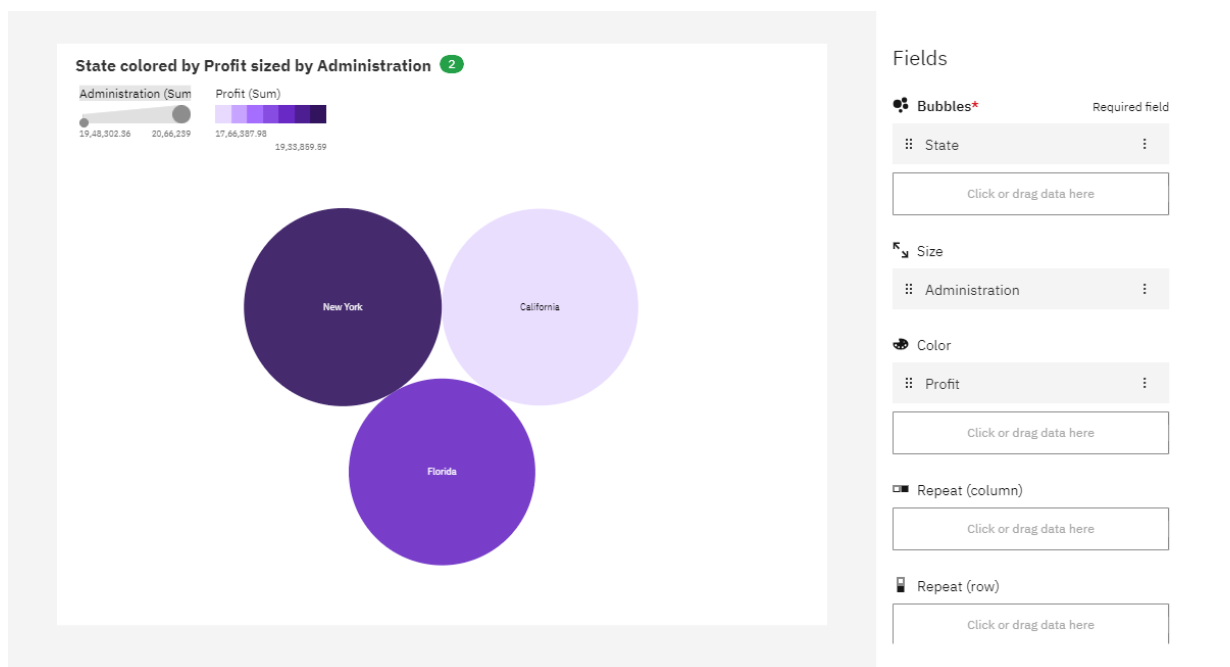 State colored by Profit sized by Administration 2
Administration (Sum
Profit (Sum)
19,48,302.36 20,66,239
17,66,387.98
19,33,859.59
New York
California
Florida
Fields
Bubbles* Required field
State
Click or drag data here
Size
Administration
Color
Profit
Click or drag data here
Repeat (column)
Click or drag data here
Repeat (row)
Click or drag data here